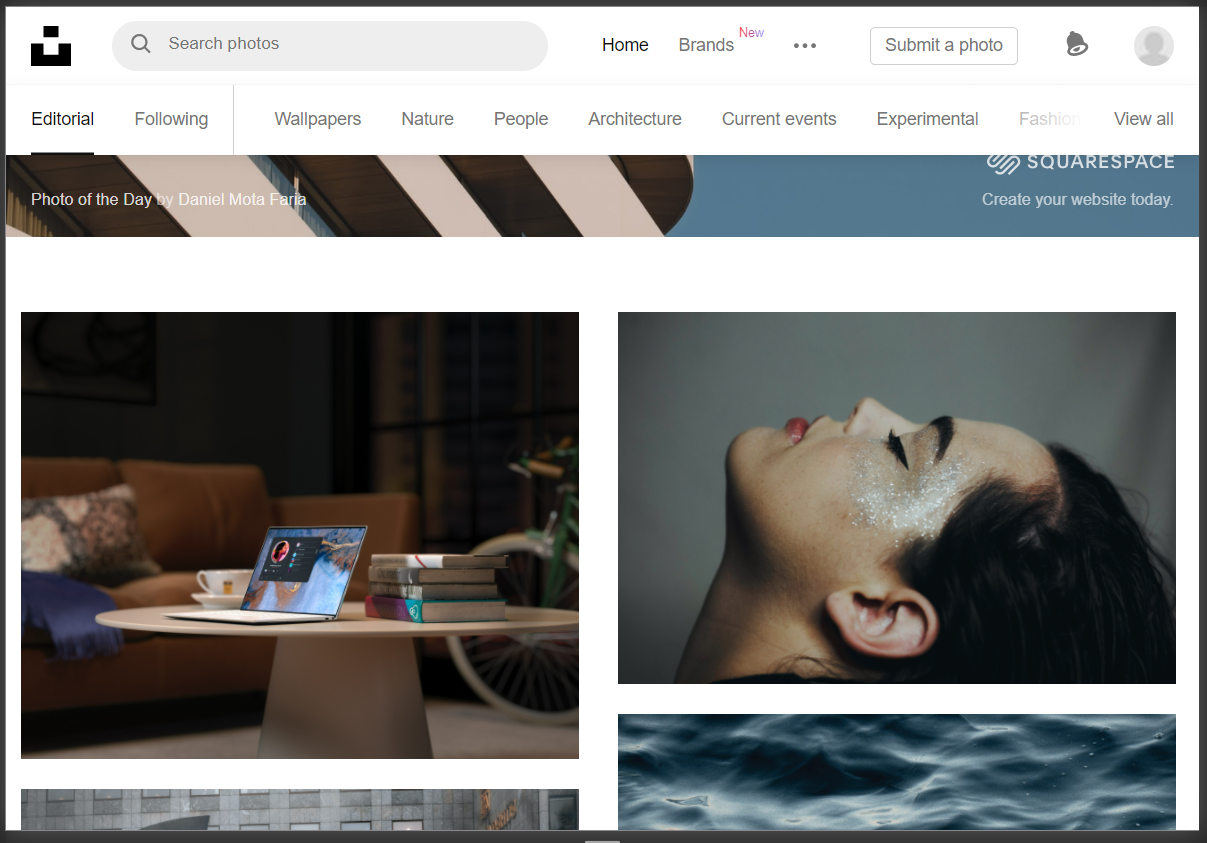 Search photos
Home
Brands
New
Submit a photo
Editorial
Following
Wallpapers
Nature
People
Architecture
Current events
Experimental
Fashion
View all
SQUARESPACE
Photo of the Day by Daniel Mota Faria
Create your website today.